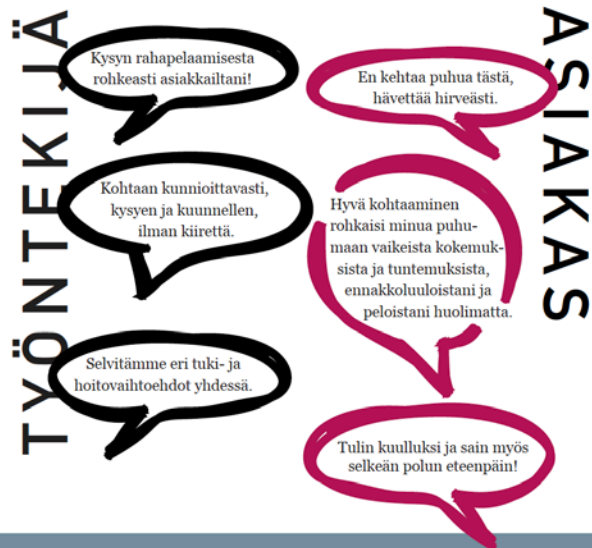 TYÖNTEKIJÄ
Kysyn rahapelaamisesta
rohkeasti asiakkailtani!
Kohtaan kunnioittavasti,
kysyen ja kuunnellen,
ilman kiirettä.
Selvitämme eri tuki- ja
hoitovaihtoehdot yhdessä.
ASIAKAS
En kehtaa puhua tästä,
hävettää hirveästi.
Hyvä kohtaaminen
rohkaisi minua puhu-
maan vaikeista kokemuk-
sista ja tuntemuksista,
ennakkoluuloistani ja
peloistani huolimatta.
Tulin kuulluksi ja sain myös
selkeän polun eteenpäin!